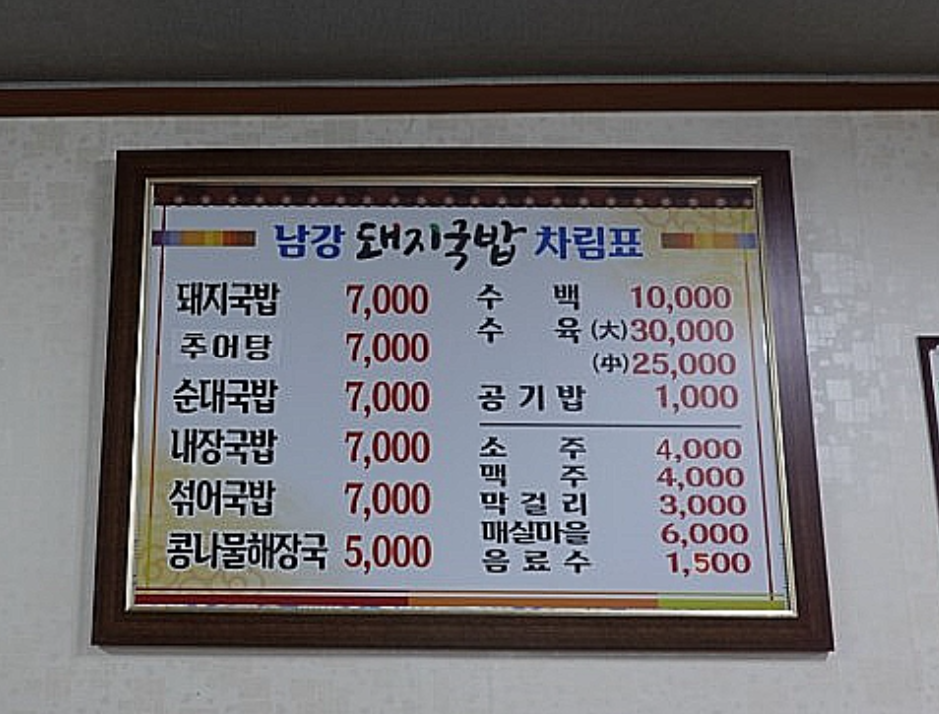 남강 돼지국밥 차림표
돼지국밥 7,000
추어탕 7,000
순대국밥 7,000
내장국밥 7,000
섞어국밥 7,000
콩나물해장국 5,000
수 백 10,000
수 육 (大) 30,000
(中) 25,000
공기밥 1,000
소 주 4,000
맥 주 4,000
막걸리 3,000
매실마을 6,000
음료수 1,500